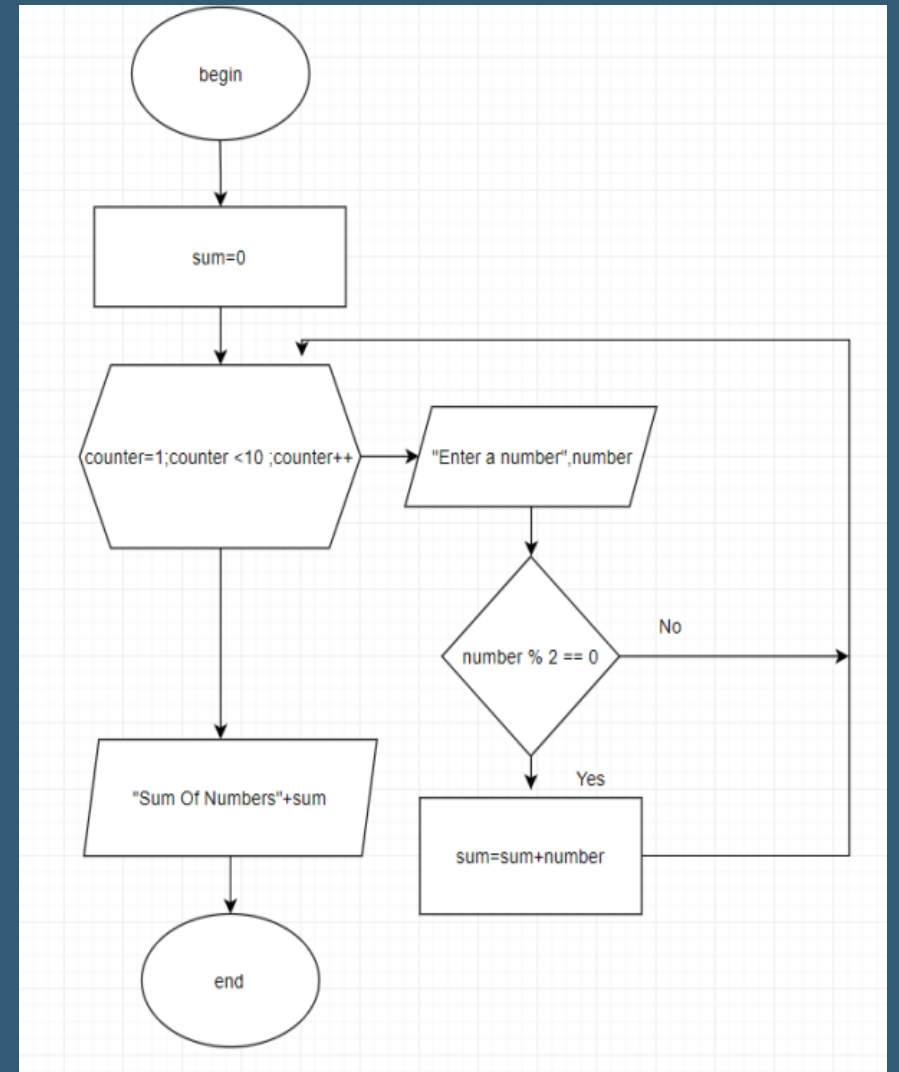 begin
sum=0
counter=1;counter <10 ;counter++
"Enter a number",number
number % 2 == 0
No
Yes
sum=sum+number
"Sum Of Numbers"+sum
end